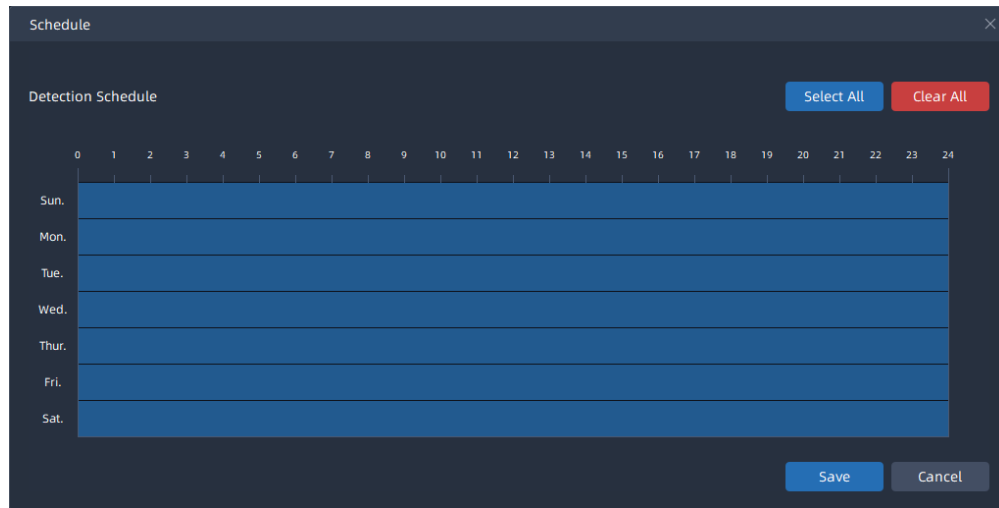 Schedule
Detection Schedule Select All Clear All
0 1 2 3 4 5 6 7 8 9 10 11 12 13 14 15 16 17 18 19 20 21 22 23 24
Sun.
Mon.
Tue.
Wed.
Thur.
Fri.
Sat.
Save Cancel